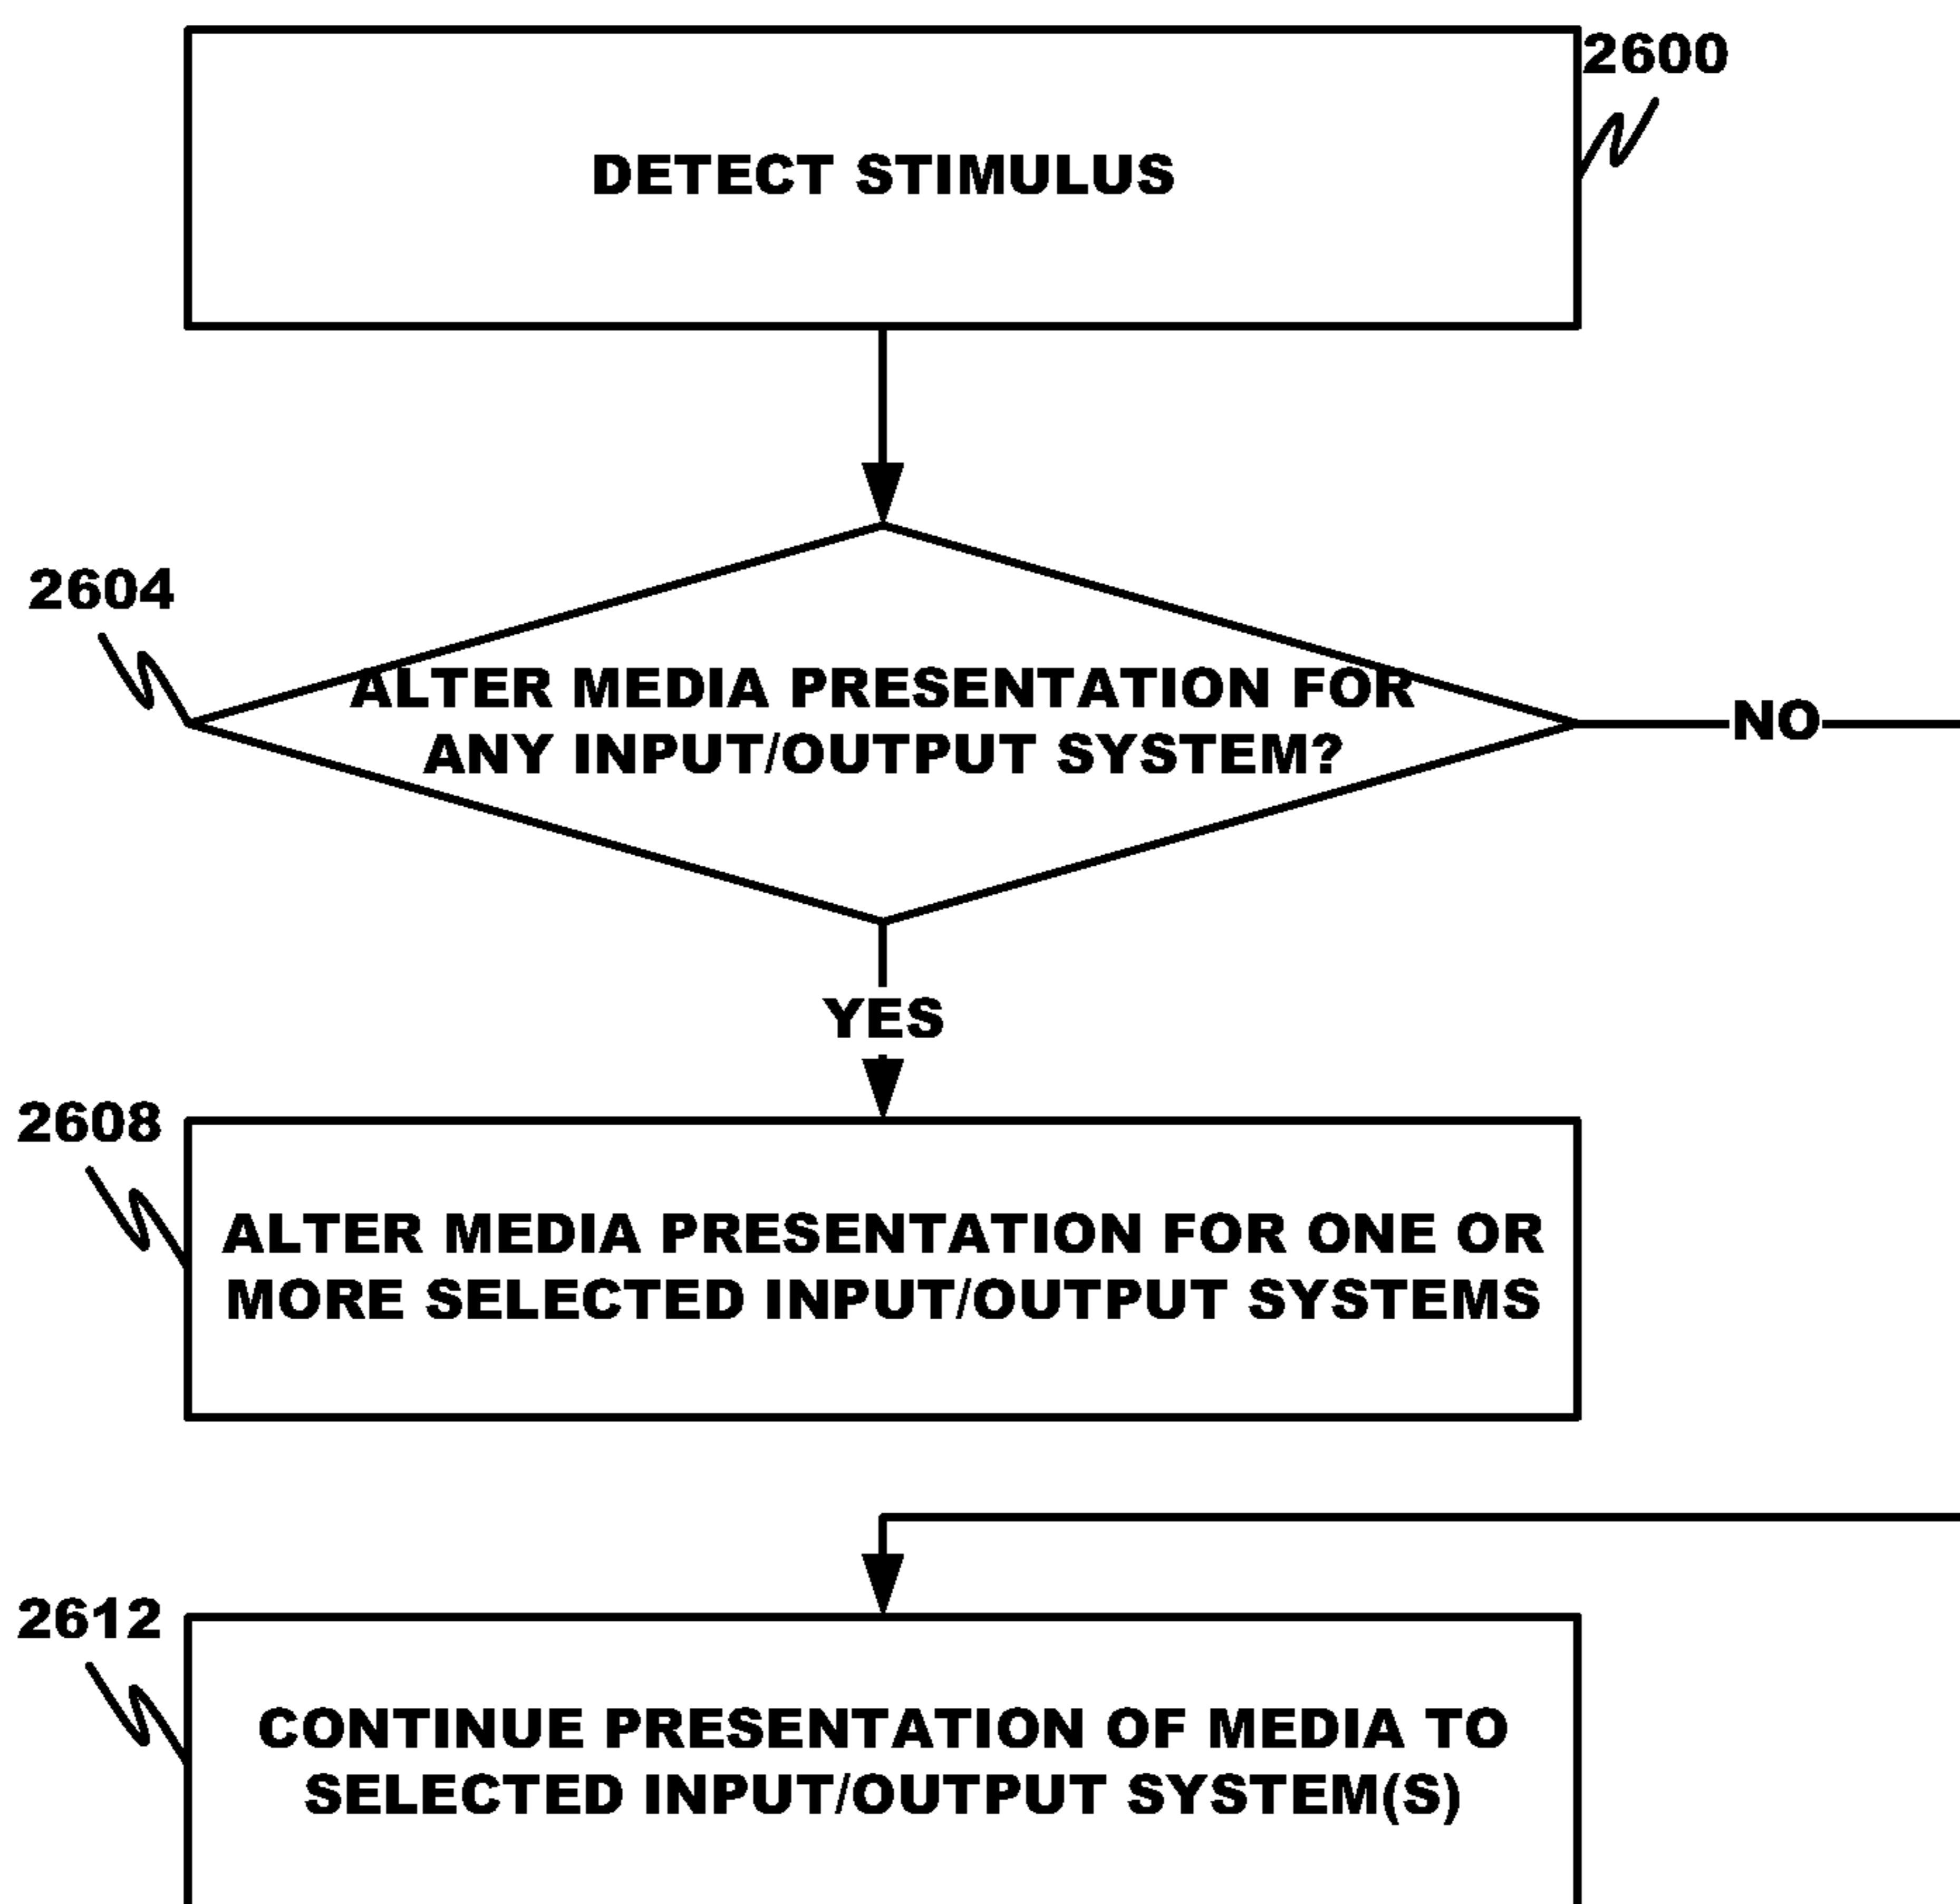 2600
DETECT STIMULUS
2604
ALTER MEDIA PRESENTATION FOR
ANY INPUT/OUTPUT SYSTEM?
NO
YES
2608
ALTER MEDIA PRESENTATION FOR ONE OR
MORE SELECTED INPUT/OUTPUT SYSTEMS
2612
CONTINUE PRESENTATION OF MEDIA TO
SELECTED INPUT/OUTPUT SYSTEM(S)